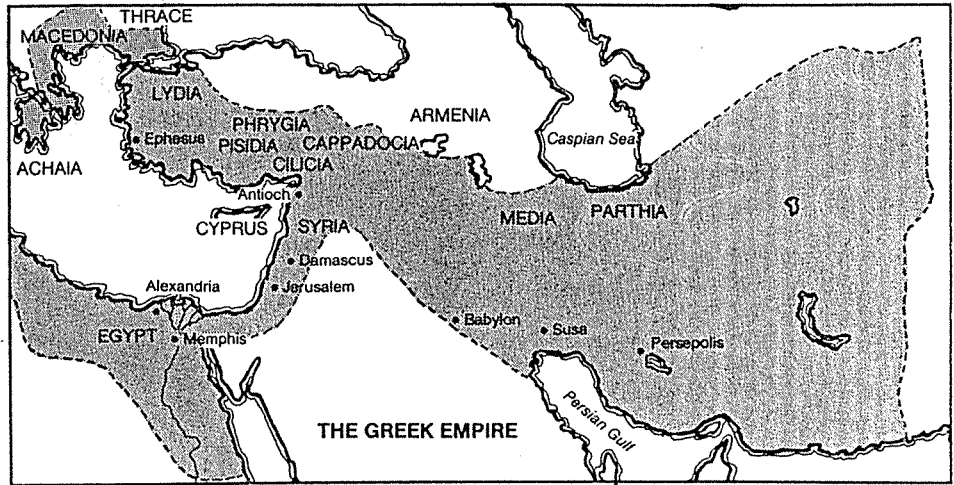 THRACE
MACEDONIA
LYDIA
ARMENIA
PHRYGIA
Ephesus
PISIDIA
CAPPADOCIA
Caspian Sea
ACHAIA
CILICIA
Antioch
MEDIA
PARTHIA
CYPRUS
SYRIA
Damascus
Alexandria
Jerusalem
Babylon
Susa
EGYPT
Memphis
Persepolis
Persian Gulf
THE GREEK EMPIRE